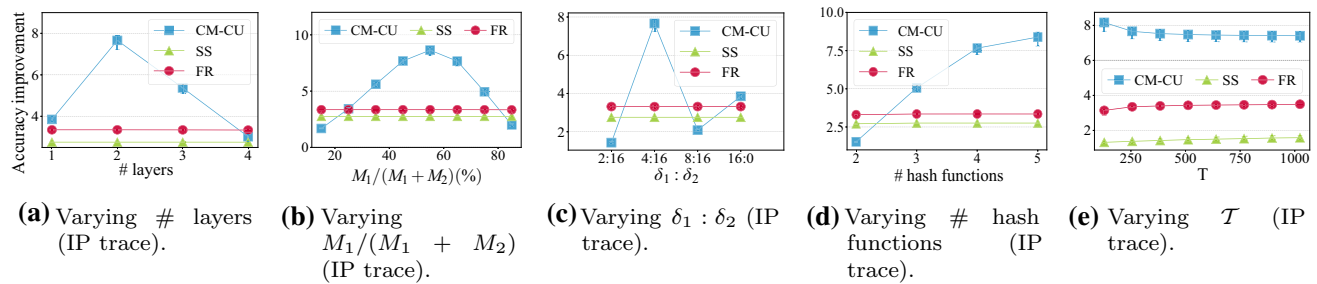 Accuracy improvement
8
6
4
1 2 3 4
# layers
CM-CU
SS
FR
10
5
0
20 40 60 80
M₁/(M₁+M₂)(%)
CM-CU SS FR
8
6
4
2
2:16 4:16 8:16 16:0
δ₁ : δ₂
CM-CU
SS
FR
10.0
7.5
5.0
2.5
2 3 4 5
# hash functions
CM-CU
SS
FR
8
6
4
2
250 500 750 1000
T
CM-CU SS FR
(a) Varying # layers
(IP trace).
(b) Varying
M₁/(M₁ + M₂)
(IP trace).
(c) Varying δ₁ : δ₂ (IP
trace).
(d) Varying # hash
functions (IP
trace).
(e) Varying 𝒯 (IP
trace).